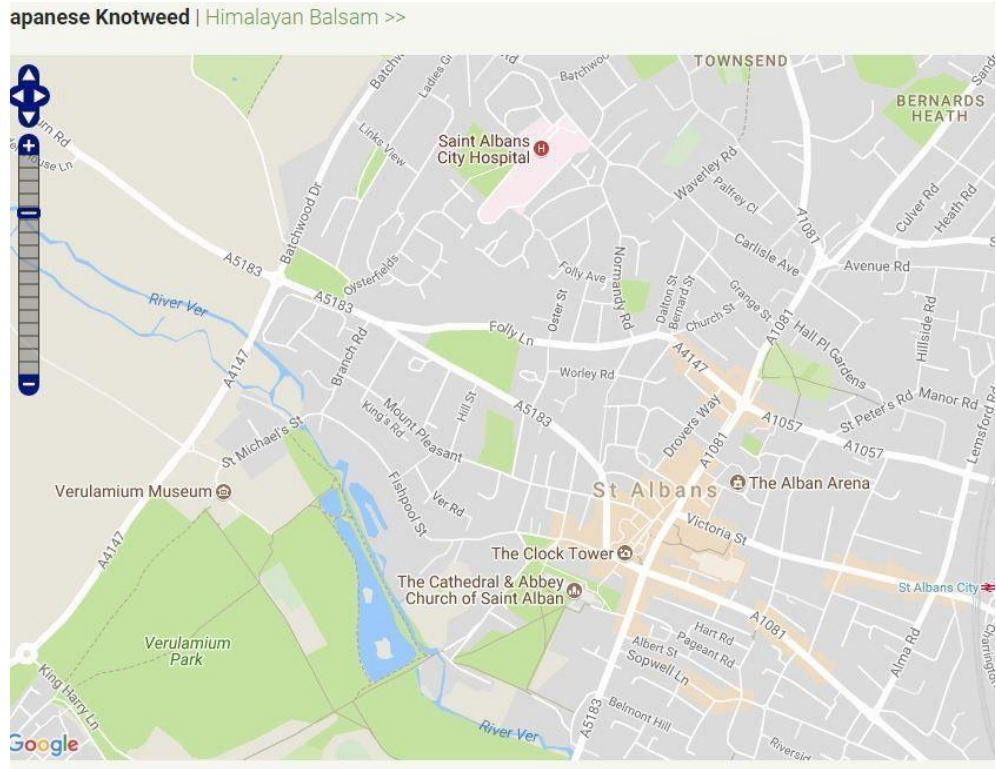 apanese Knotweed | Himalayan Balsam >>
TOWNSEND
BERNARDS
HEATH
Saint Albans
City Hospital
H
Links View
Batchwood Dr
Waverley Rd
Palfrey Cl
Culver Rd
Heath Rd
A1081
Carlisle Ave
Avenue Rd
A5183
Oysterfields
Folly Ave
Normandy Rd
Dalton St
Bernard St
Grange St
River Ver
A5183
Oster St
Church St
A1081
Hall Pl Gardens
Hillside Rd
Folly Ln
A4147
Branch Rd
A4147
Worley Rd
Hill St
A5183
Drovers Way
A1057
St Peter's Rd
Manor Rd
Lemsford Rd
Mount Pleasant
King's Rd
A1081
A1057
St Michael's St
Verulamium Museum
Fishpool St
Ver Rd
St Albans
The Alban Arena
Victoria St
A4147
The Clock Tower
The Cathedral & Abbey
Church of Saint Alban
St Albans City
A1081
Hart Rd
Pageant Rd
Albert St
Sopwell Ln
Alma Rd
Charrington
Verulamium
Park
King Harry Ln
Belmont Hill
A5183
River Ver
Riversid
Google